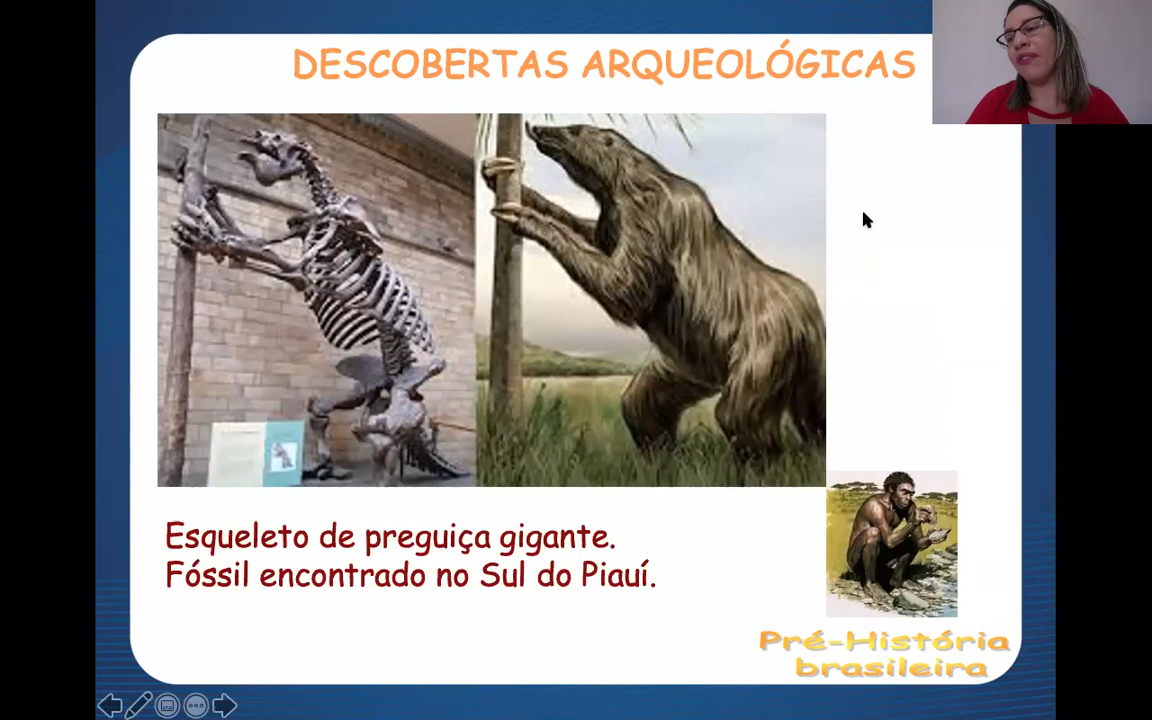 DESCOBERTAS ARQUEOLÓGICAS
Esqueleto de preguiça gigante.
Fóssil encontrado no Sul do Piauí.
Pré-História
brasileira